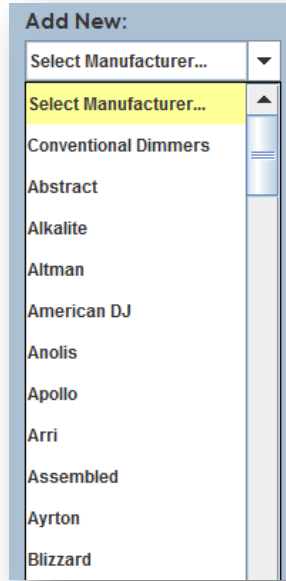 Add New:
Select Manufacturer...
Select Manufacturer...
Conventional Dimmers
Abstract
Alkalite
Altman
American DJ
Anolis
Apollo
Arri
Assembled
Ayrton
Blizzard